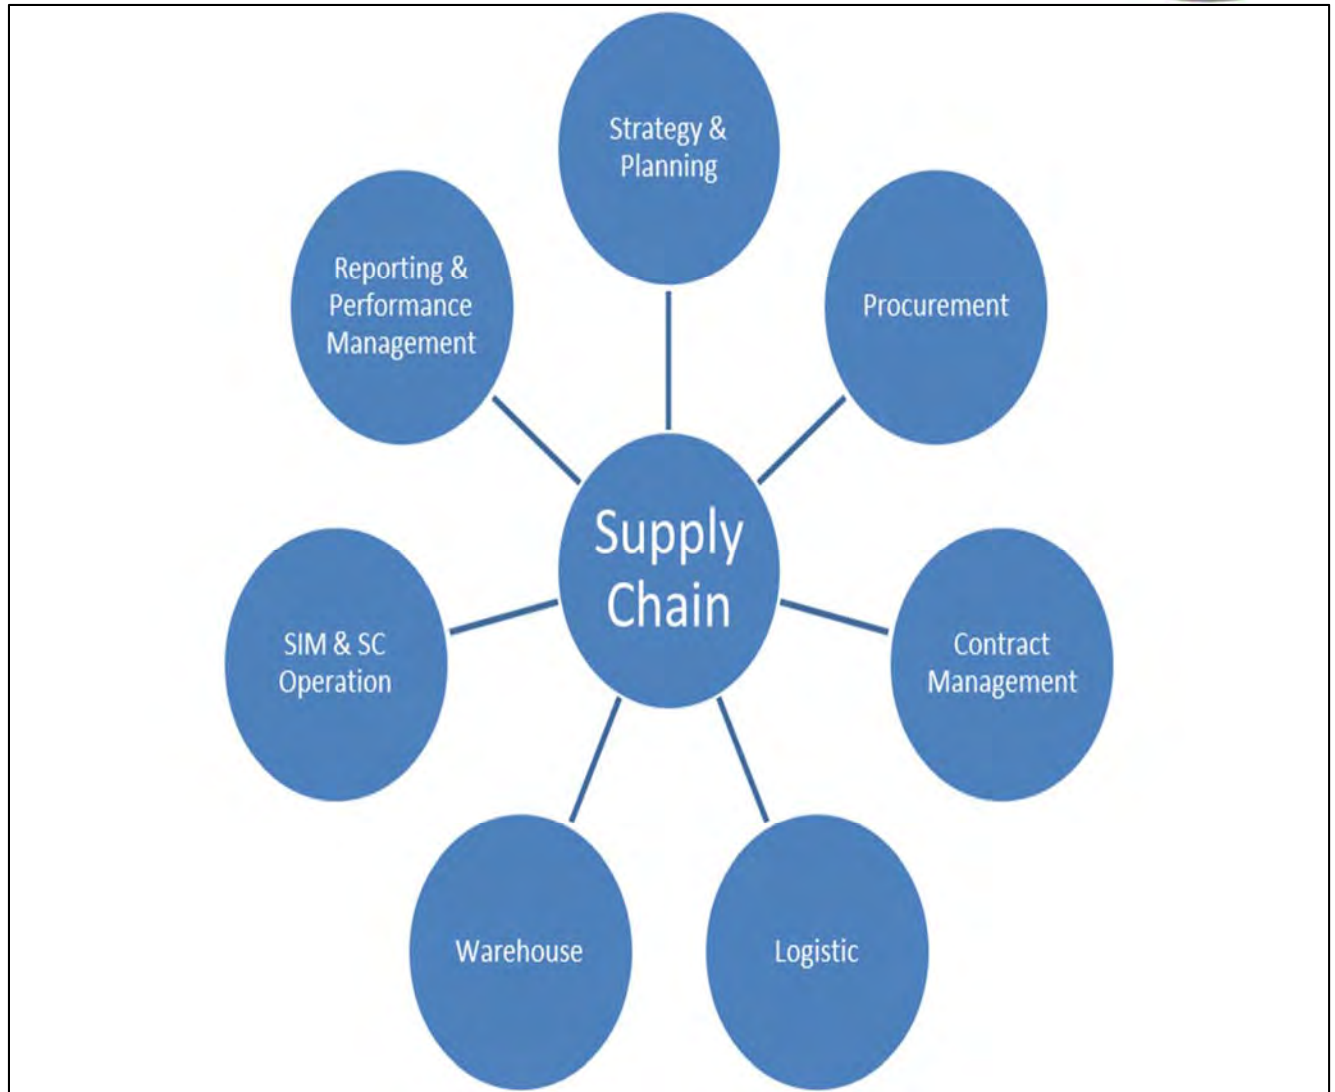 Strategy &
Planning
Procurement
Contract
Management
Logistic
Warehouse
SIM & SC
Operation
Reporting &
Performance
Management
Supply
Chain